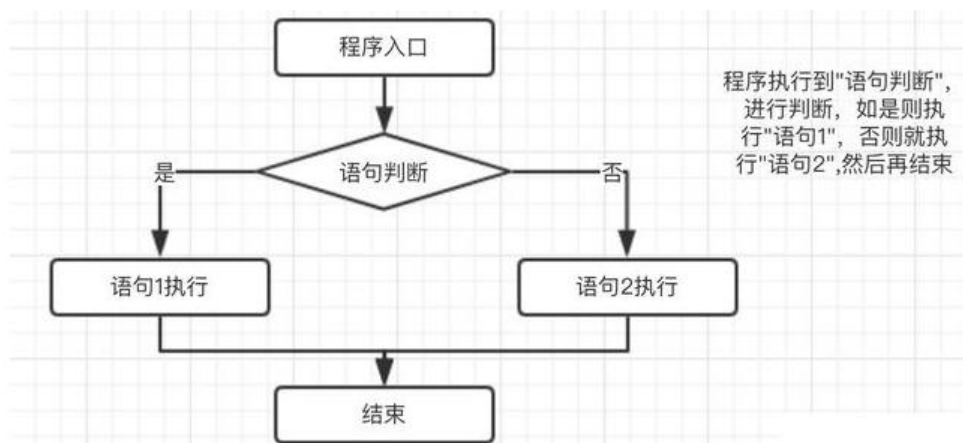 程序入口
程序执行到"语句判断",
进行判断，如是则执
行"语句1"，否则就执
行"语句2",然后再结束
是
语句判断
否
语句1执行
语句2执行
结束